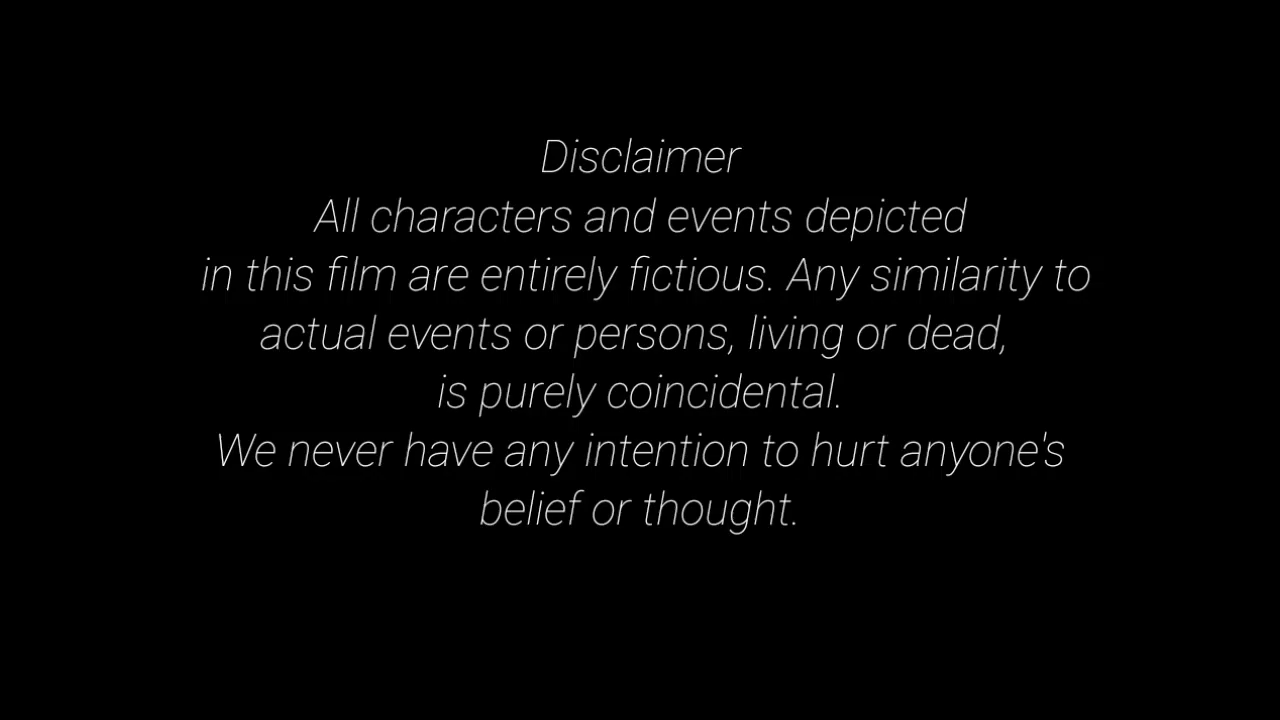 Disclaimer
All characters and events depicted
in this film are entirely fictious. Any similarity to
actual events or persons, living or dead,
is purely coincidental.
We never have any intention to hurt anyone's
belief or thought.